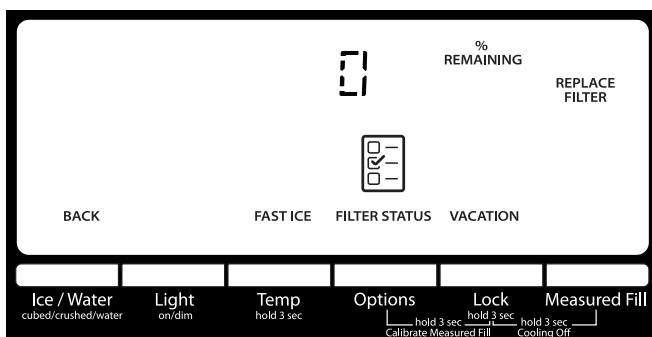 0
%
REMAINING
REPLACE
FILTER
BACK FAST ICE FILTER STATUS VACATION
Ice / Water Light Temp Options Lock Measured Fill
cubed/crushed/water on/dim hold 3 sec hold 3 sec
hold 3 sec hold 3 sec
Calibrate Measured Fill Cooling Off